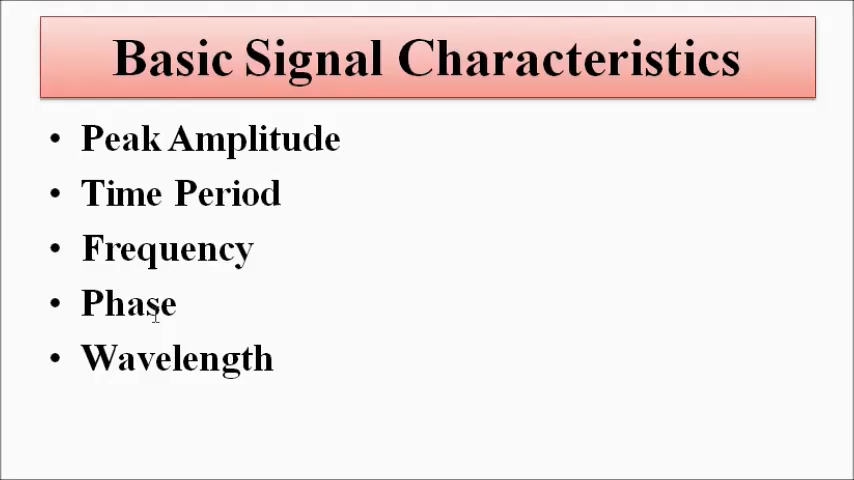 Basic Signal Characteristics
• Peak Amplitude
• Time Period
• Frequency
• Phase
• Wavelength